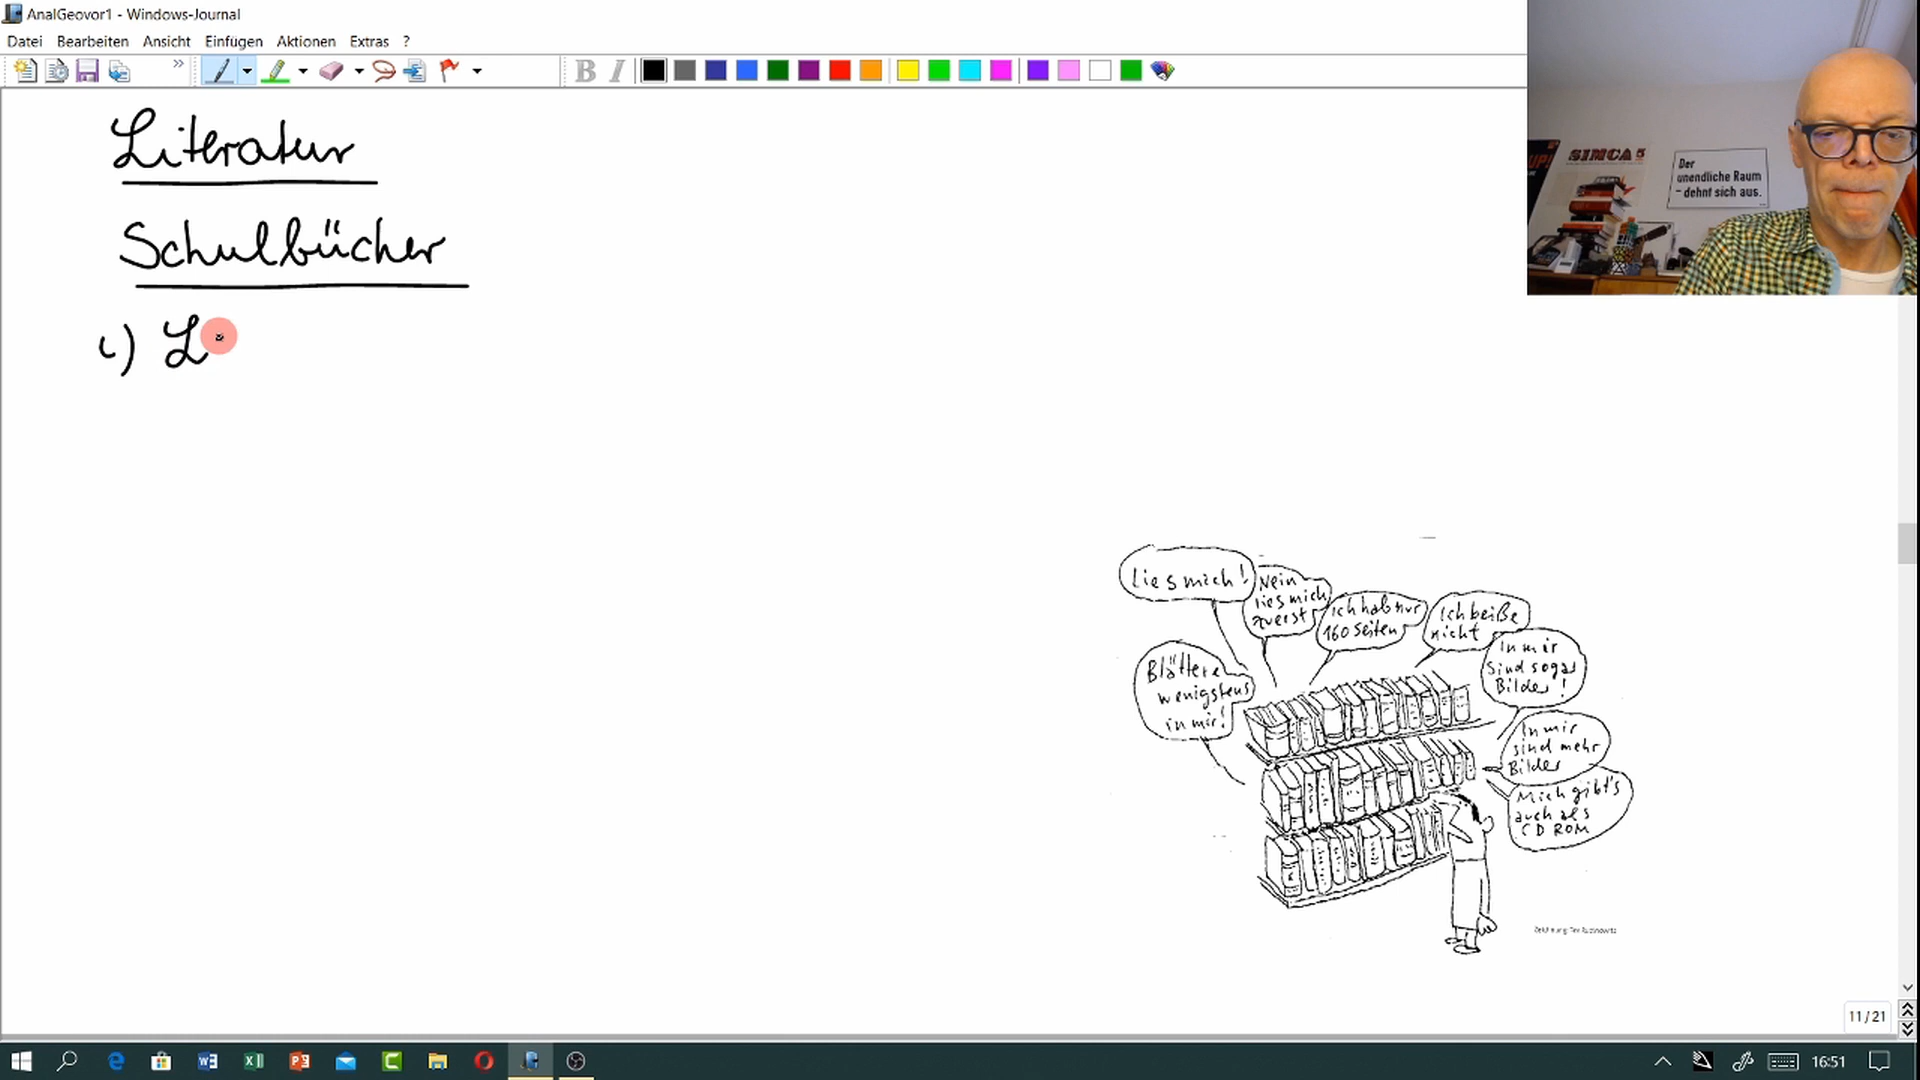 AnalGeovor1 - Windows-Journal
Datei Bearbeiten Ansicht Einfügen Aktionen Extras ?
B I
Literatur
Schulbücher
i) L
SIMCA 5
UP!
Der
unendliche Raum
– dehnt sich aus.
Lies mich!
Nein
lies mich
zuerst!
Ich hab nur
160 Seiten
Ich beiße
nicht
In mir
sind sogar
Bilder!
Blättere
wenigstens
in mir!
In mir
sind mehr
Bilder
Mich gibt's
auch als
CD ROM
11/21
16:51